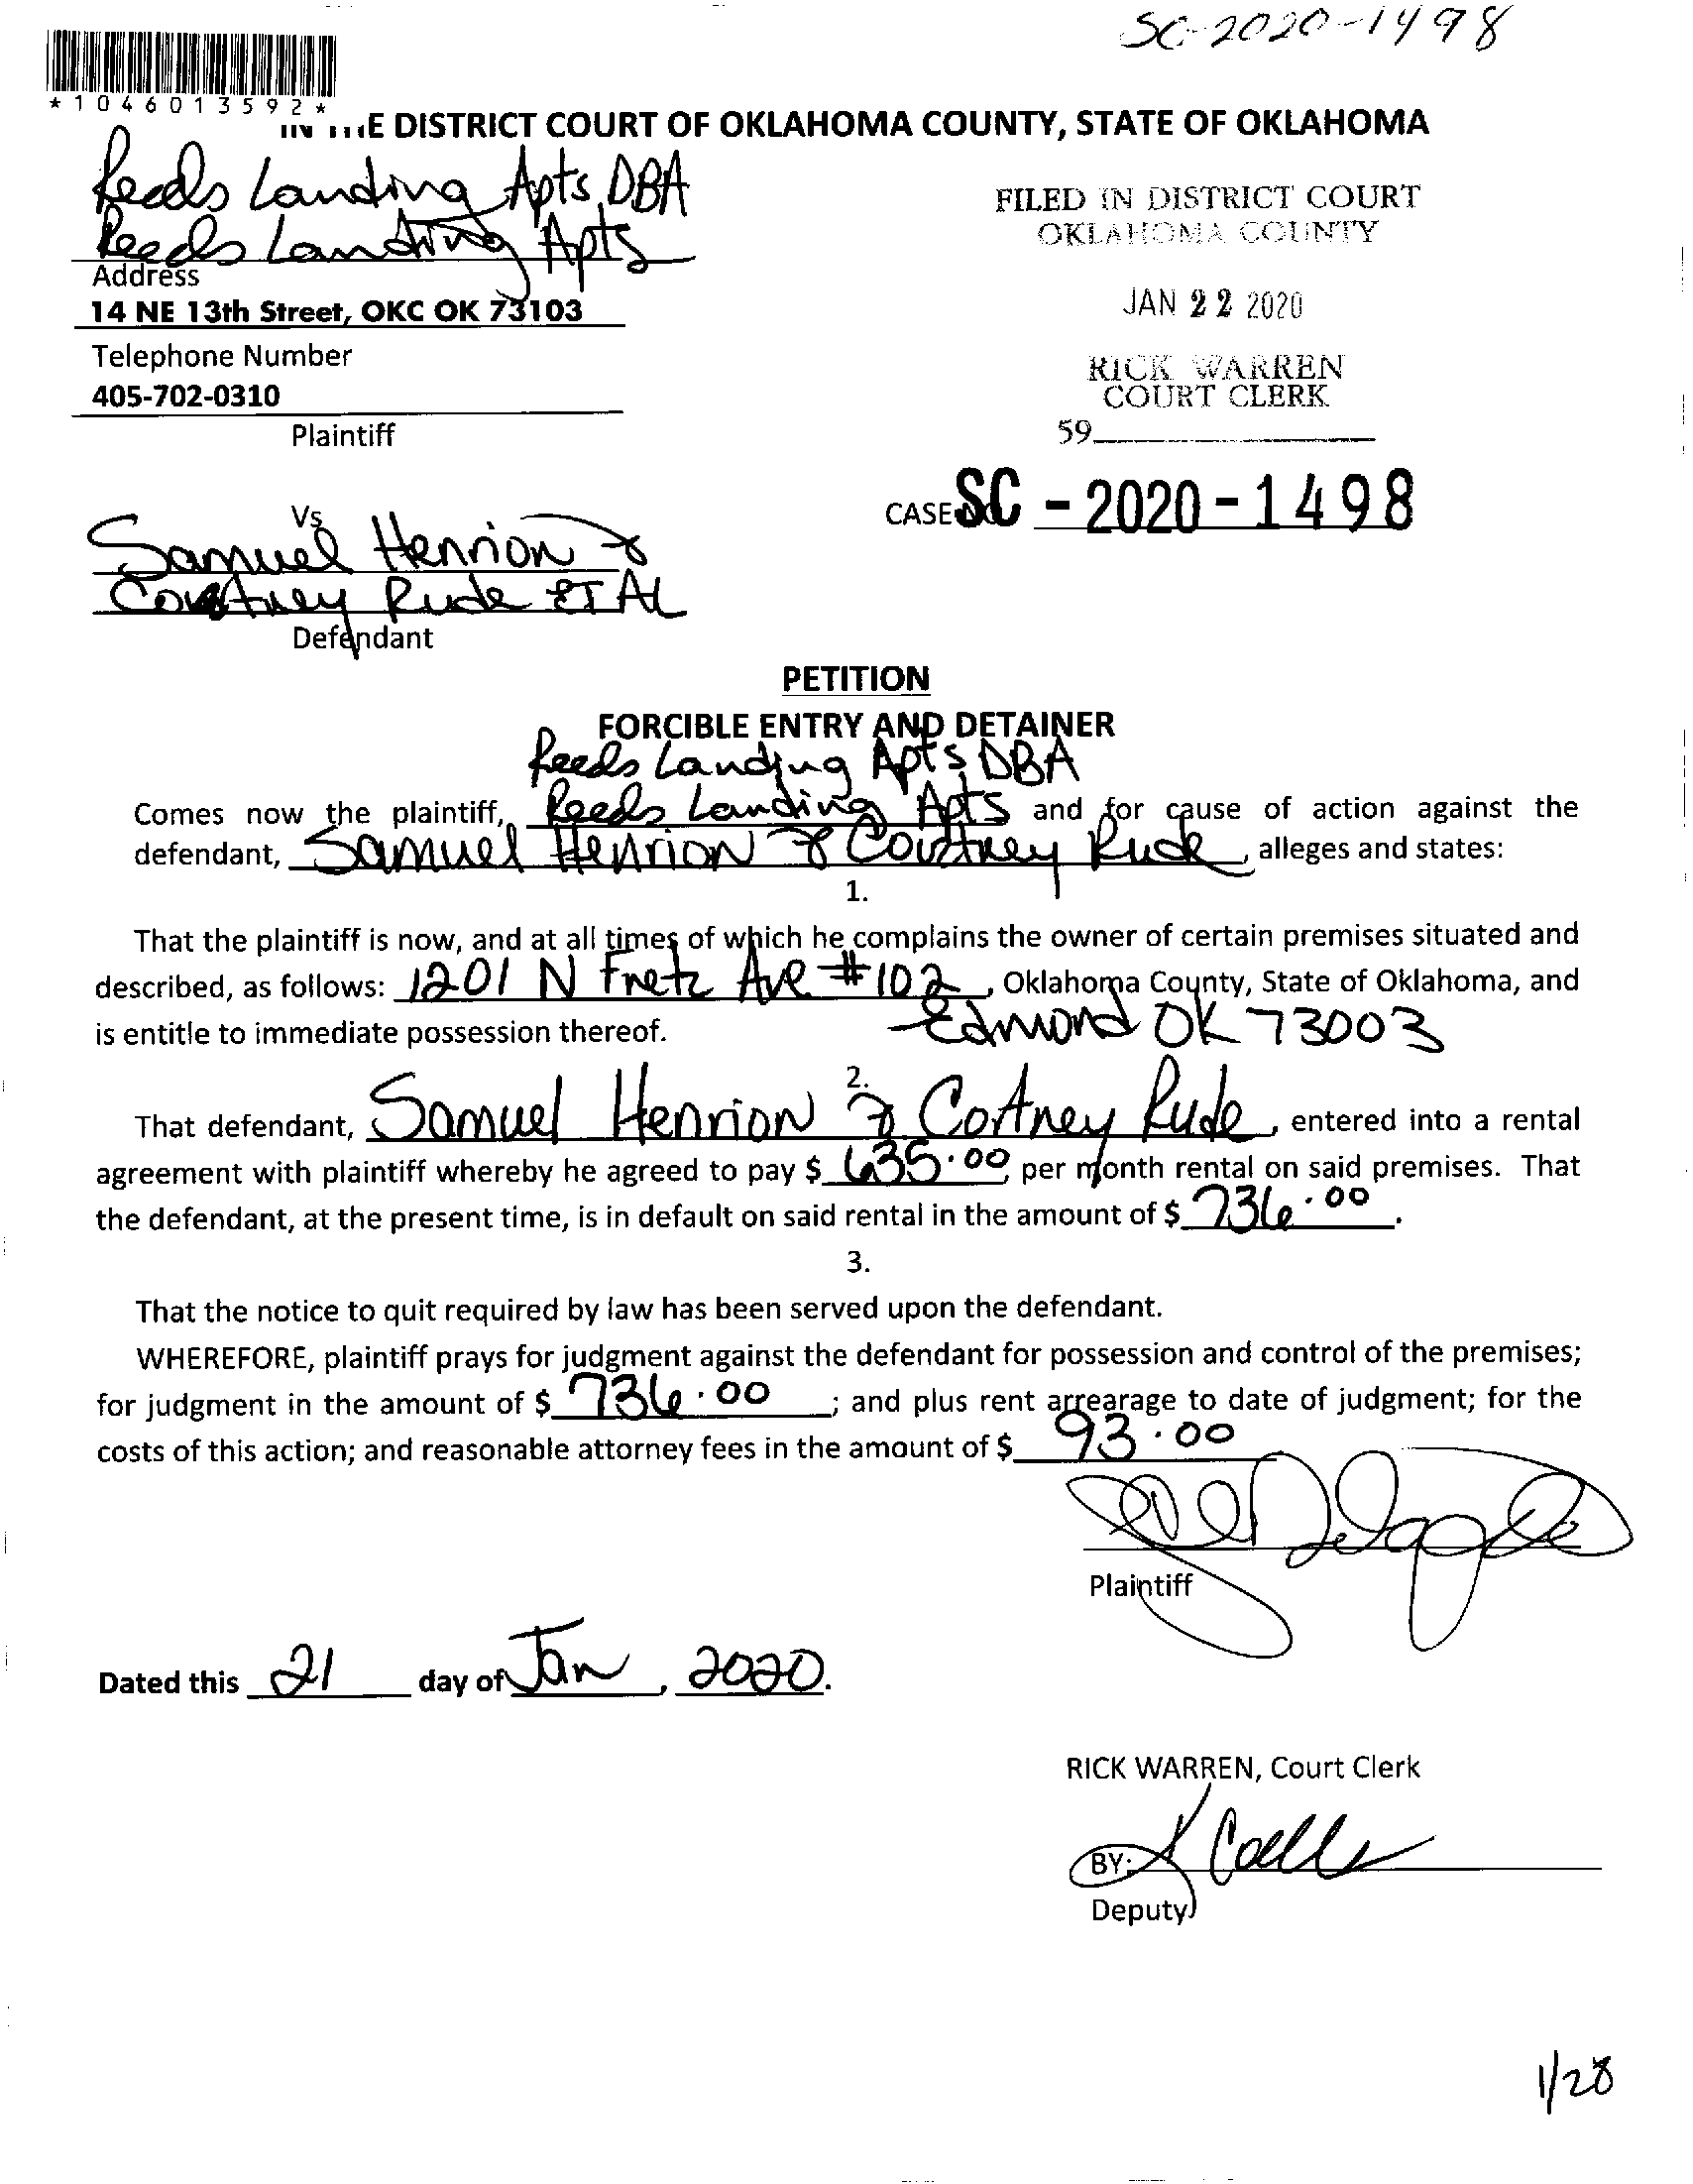 SC-2020-1498
*1046013592*
IN THE DISTRICT COURT OF OKLAHOMA COUNTY, STATE OF OKLAHOMA
Reeds Landing Apts, DBA
Reeds Landing Apts
Address
14 NE 13th Street, OKC OK 73103
Telephone Number
405-702-0310
Plaintiff
FILED IN DISTRICT COURT
OKLAHOMA COUNTY
JAN 22 2020
RICK WARREN
COURT CLERK
59
CASE SC - 2020 - 1498
Vs
Samuel Henrion &
Courtney Rude ET AL
Defendant
PETITION
FORCIBLE ENTRY AND DETAINER
Reeds Landing Apts, DBA
Comes now the plaintiff, Reeds Landing Apts and for cause of action against the
defendant, Samuel Henrion & Courtney Rude, alleges and states:
1.
That the plaintiff is now, and at all times of which he complains the owner of certain premises situated and
described, as follows: 1201 N Fretz Ave #102, Oklahoma County, State of Oklahoma, and
is entitle to immediate possession thereof. Edmond OK 73003
2.
That defendant, Samuel Henrion & Cortney Rude, entered into a rental
agreement with plaintiff whereby he agreed to pay $ 635.00 per month rental on said premises. That
the defendant, at the present time, is in default on said rental in the amount of $ 736.00.
3.
That the notice to quit required by law has been served upon the defendant.
WHEREFORE, plaintiff prays for judgment against the defendant for possession and control of the premises;
for judgment in the amount of $ 736.00; and plus rent arrearage to date of judgment; for the
costs of this action; and reasonable attorney fees in the amount of $ 93.00
Plaintiff
Dated this 21 day of Jan, 2020.
RICK WARREN, Court Clerk
BY:
Deputy
1/28